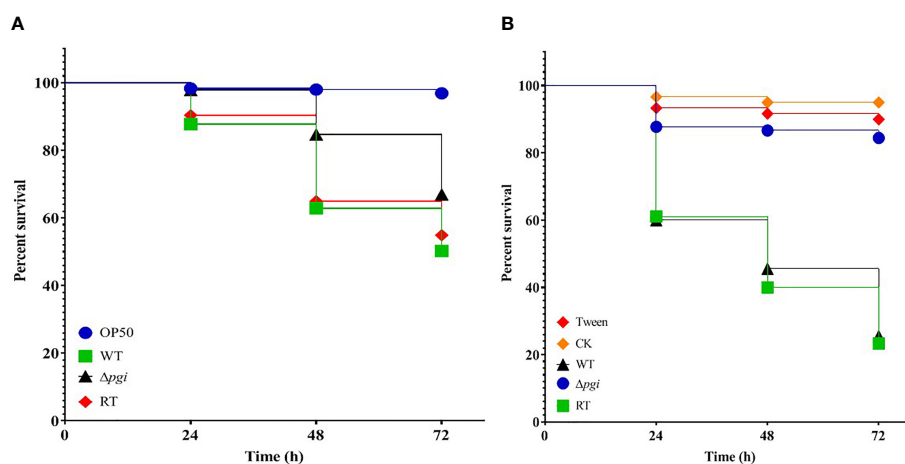 A
B
Percent survival
100
80
60
40
20
0
OP50
WT
Δpgi
RT
0
24
48
72
Time (h)
Percent survival
100
80
60
40
20
0
Tween
CK
WT
Δpgi
RT
0
24
48
72
Time (h)